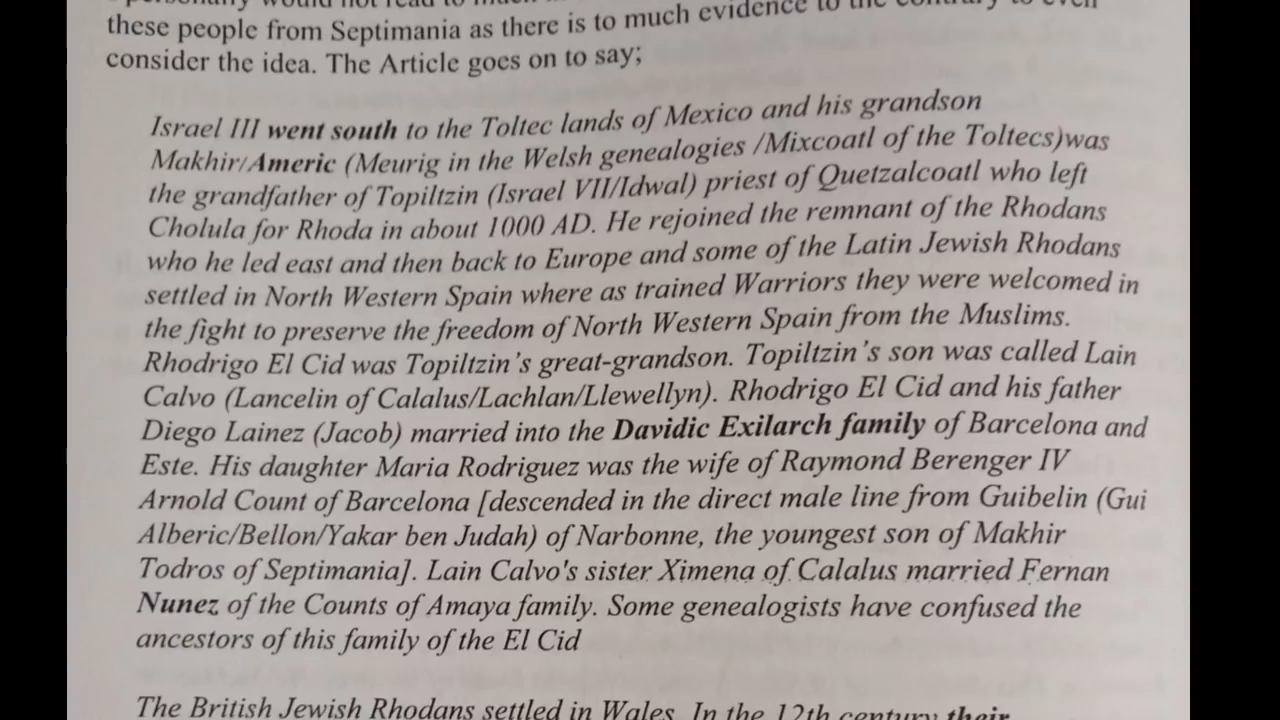 these people from Septimania as there is to much evidence to the contrary to even
consider the idea. The Article goes on to say;
Israel III went south to the Toltec lands of Mexico and his grandson
Makhir/Americ (Meurig in the Welsh genealogies /Mixcoatl of the Toltecs)was
the grandfather of Topiltzin (Israel VII/Idwal) priest of Quetzalcoatl who left
Cholula for Rhoda in about 1000 AD. He rejoined the remnant of the Rhodans
who he led east and then back to Europe and some of the Latin Jewish Rhodans
settled in North Western Spain where as trained Warriors they were welcomed in
the fight to preserve the freedom of North Western Spain from the Muslims.
Rhodrigo El Cid was Topiltzin's great-grandson. Topiltzin's son was called Lain
Calvo (Lancelin of Calalus/Lachlan/Llewellyn). Rhodrigo El Cid and his father
Diego Lainez (Jacob) married into the Davidic Exilarch family of Barcelona and
Este. His daughter Maria Rodriguez was the wife of Raymond Berenger IV
Arnold Count of Barcelona [descended in the direct male line from Guibelin (Gui
Alberic/Bellon/Yakar ben Judah) of Narbonne, the youngest son of Makhir
Todros of Septimania]. Lain Calvo's sister Ximena of Calalus married Fernan
Nunez of the Counts of Amaya family. Some genealogists have confused the
ancestors of this family of the El Cid
The British Jewish Rhodans settled in Wales. In the 12th century their